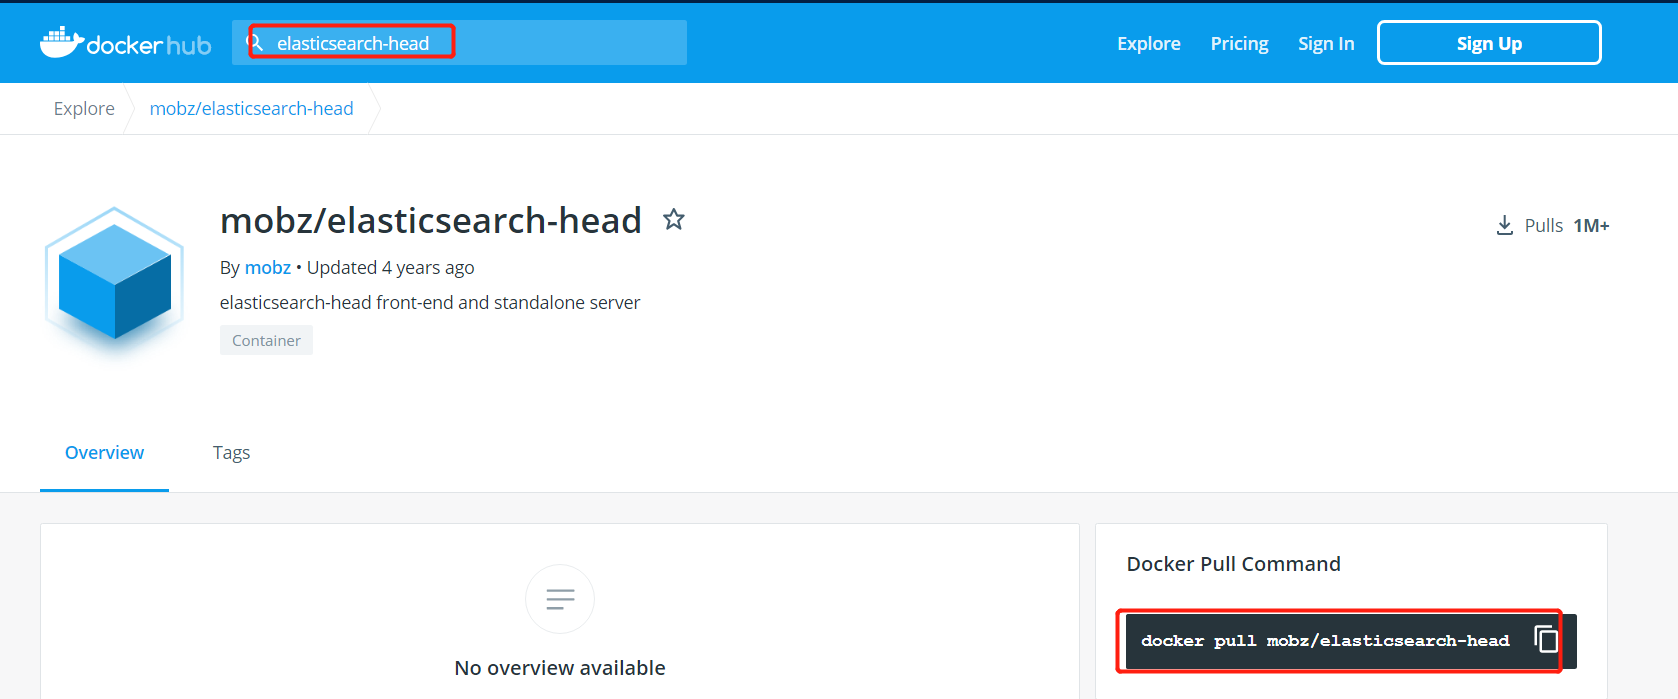 docker hub
elasticsearch-head
Explore
Pricing
Sign In
Sign Up
Explore
mobz/elasticsearch-head
mobz/elasticsearch-head
Pulls 1M+
By mobz • Updated 4 years ago
elasticsearch-head front-end and standalone server
Container
Overview
Tags
No overview available
Docker Pull Command
docker pull mobz/elasticsearch-head